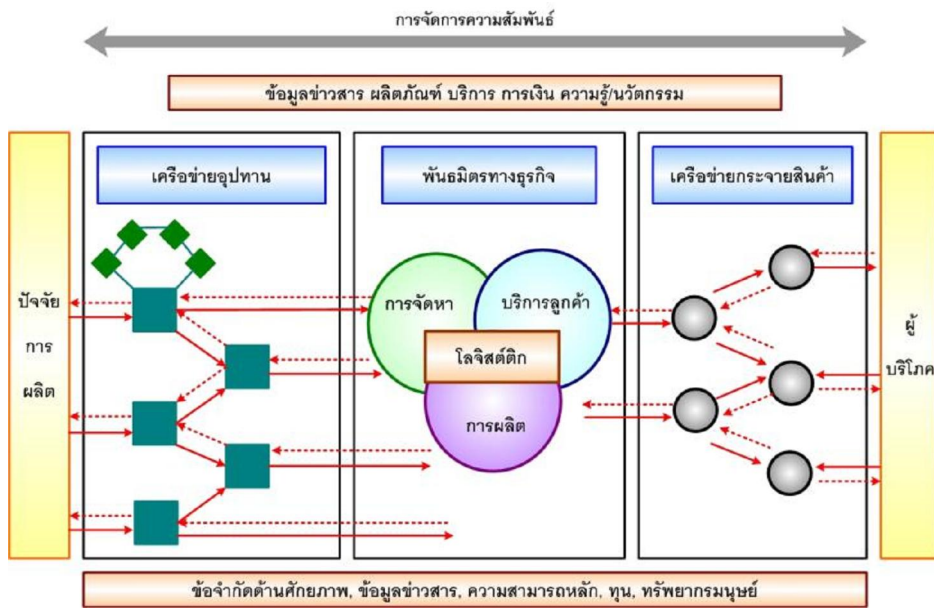 การจัดการความสัมพันธ์
ข้อมูลข่าวสาร ผลิตภัณฑ์ บริการ การเงิน ความรู้/นวัตกรรม
เครือข่ายอุปทาน
พันธมิตรทางธุรกิจ
เครือข่ายกระจายสินค้า
ปัจจัย
การ
ผลิต
การจัดหา
บริการลูกค้า
โลจิสต์ติก
การผลิต
ผู้
บริโภค
ข้อจำกัดด้านศักยภาพ, ข้อมูลข่าวสาร, ความสามารถหลัก, ทุน, ทรัพยากรมนุษย์